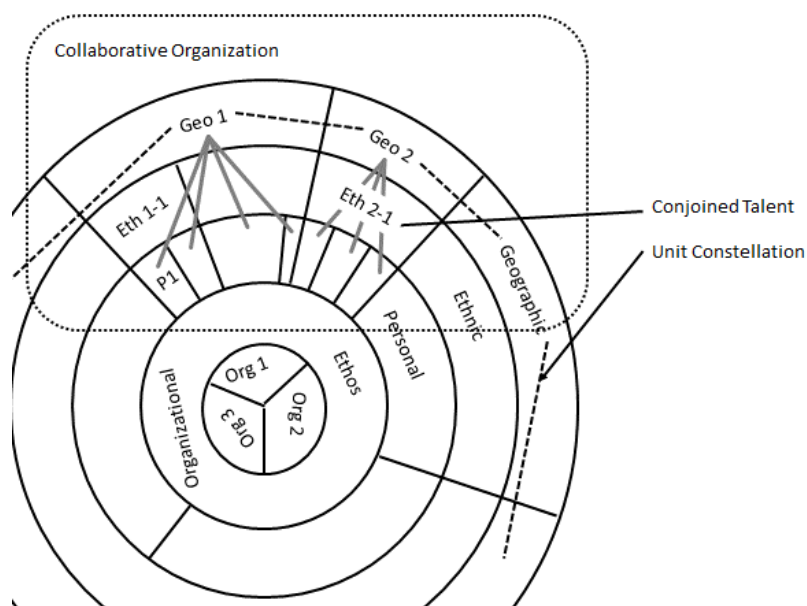 Collaborative Organization
Geo 1
Geo 2
Eth 1-1
Eth 2-1
Conjoined Talent
Unit Constellation
P1
Geographic
Ethnic
Personal
Ethos
Organizational
Org 1
Org 2
Org 3